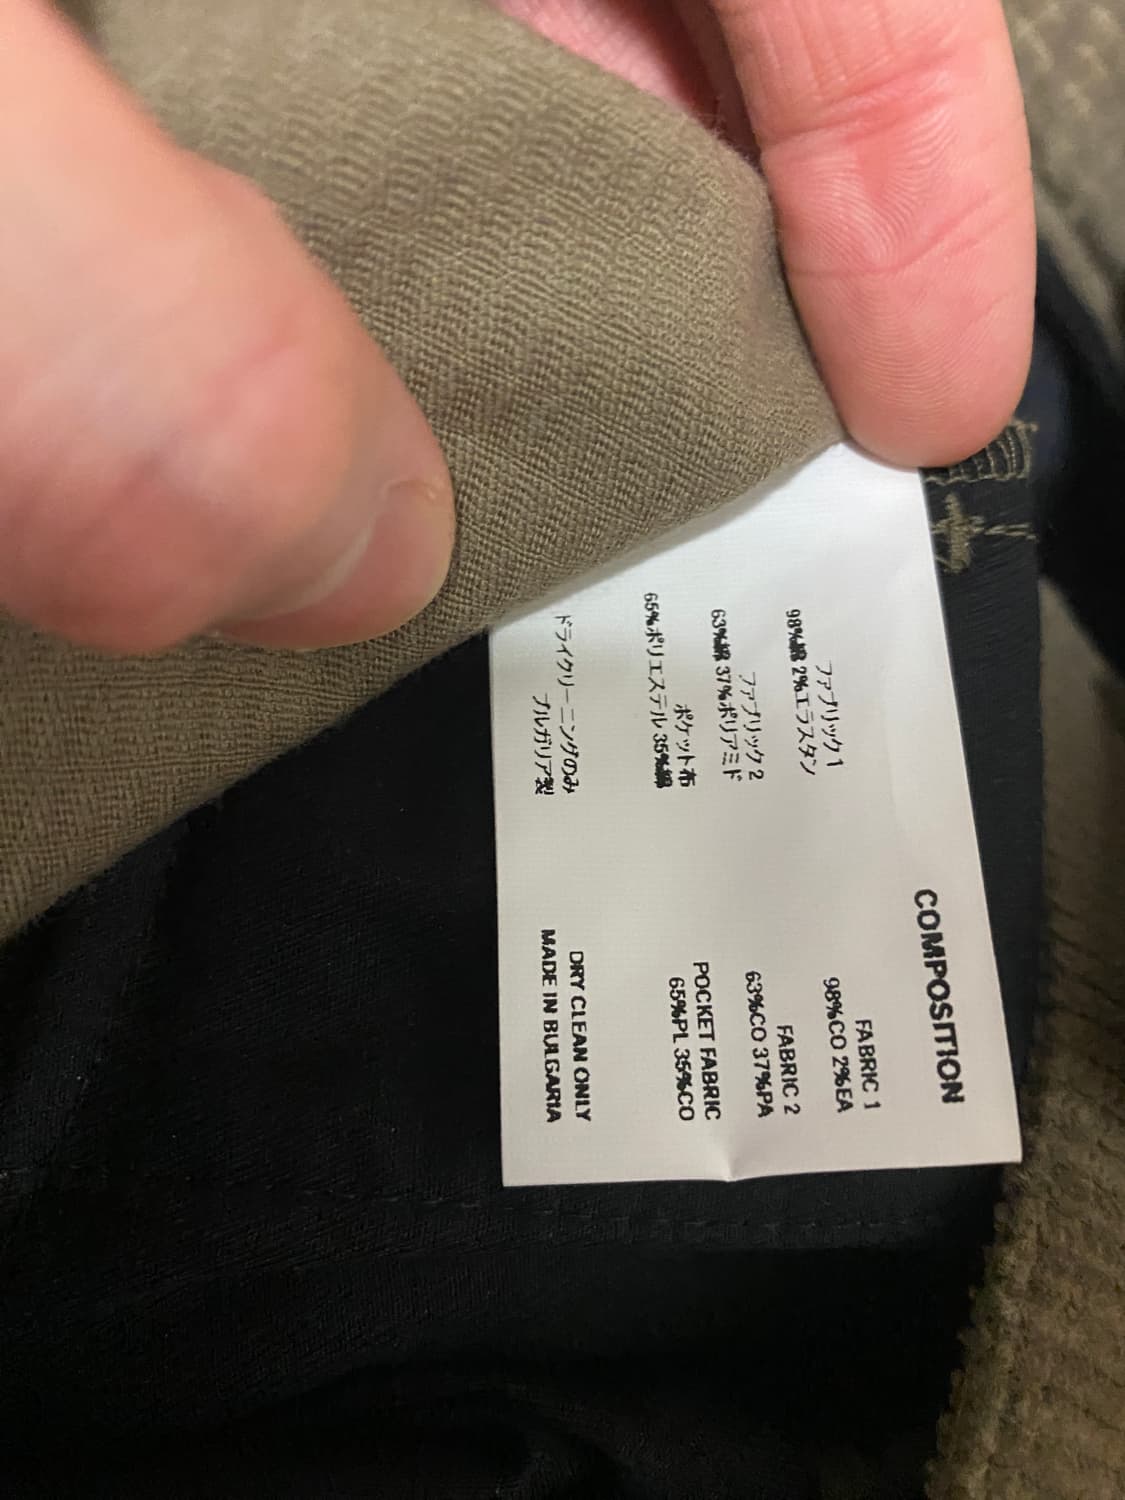 COMPOSITION
FABRIC 1
98%CO 2%EA
FABRIC 2
63%CO 37%PA
POCKET FABRIC
65%PL 35%CO
DRY CLEAN ONLY
MADE IN BULGARIA
ファブリック 1
98%綿 2%エラスタン
ファブリック 2
63%綿 37%ポリアミド
ポケット布
65%ポリエステル 35%綿
ドライクリーニングのみ
ブルガリア製